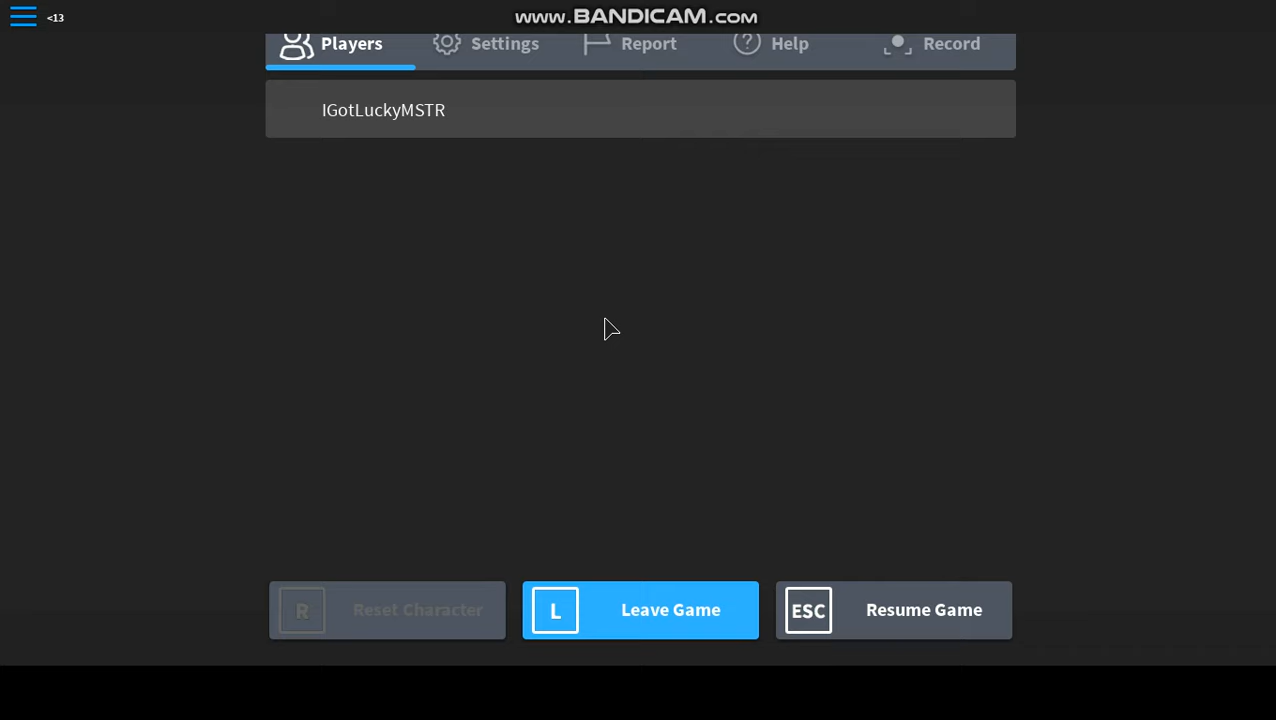 <13
www.BANDICAM.com
Players
Settings
Report
Help
Record
IGotLuckyMSTR
R
Reset Character
L
Leave Game
ESC
Resume Game